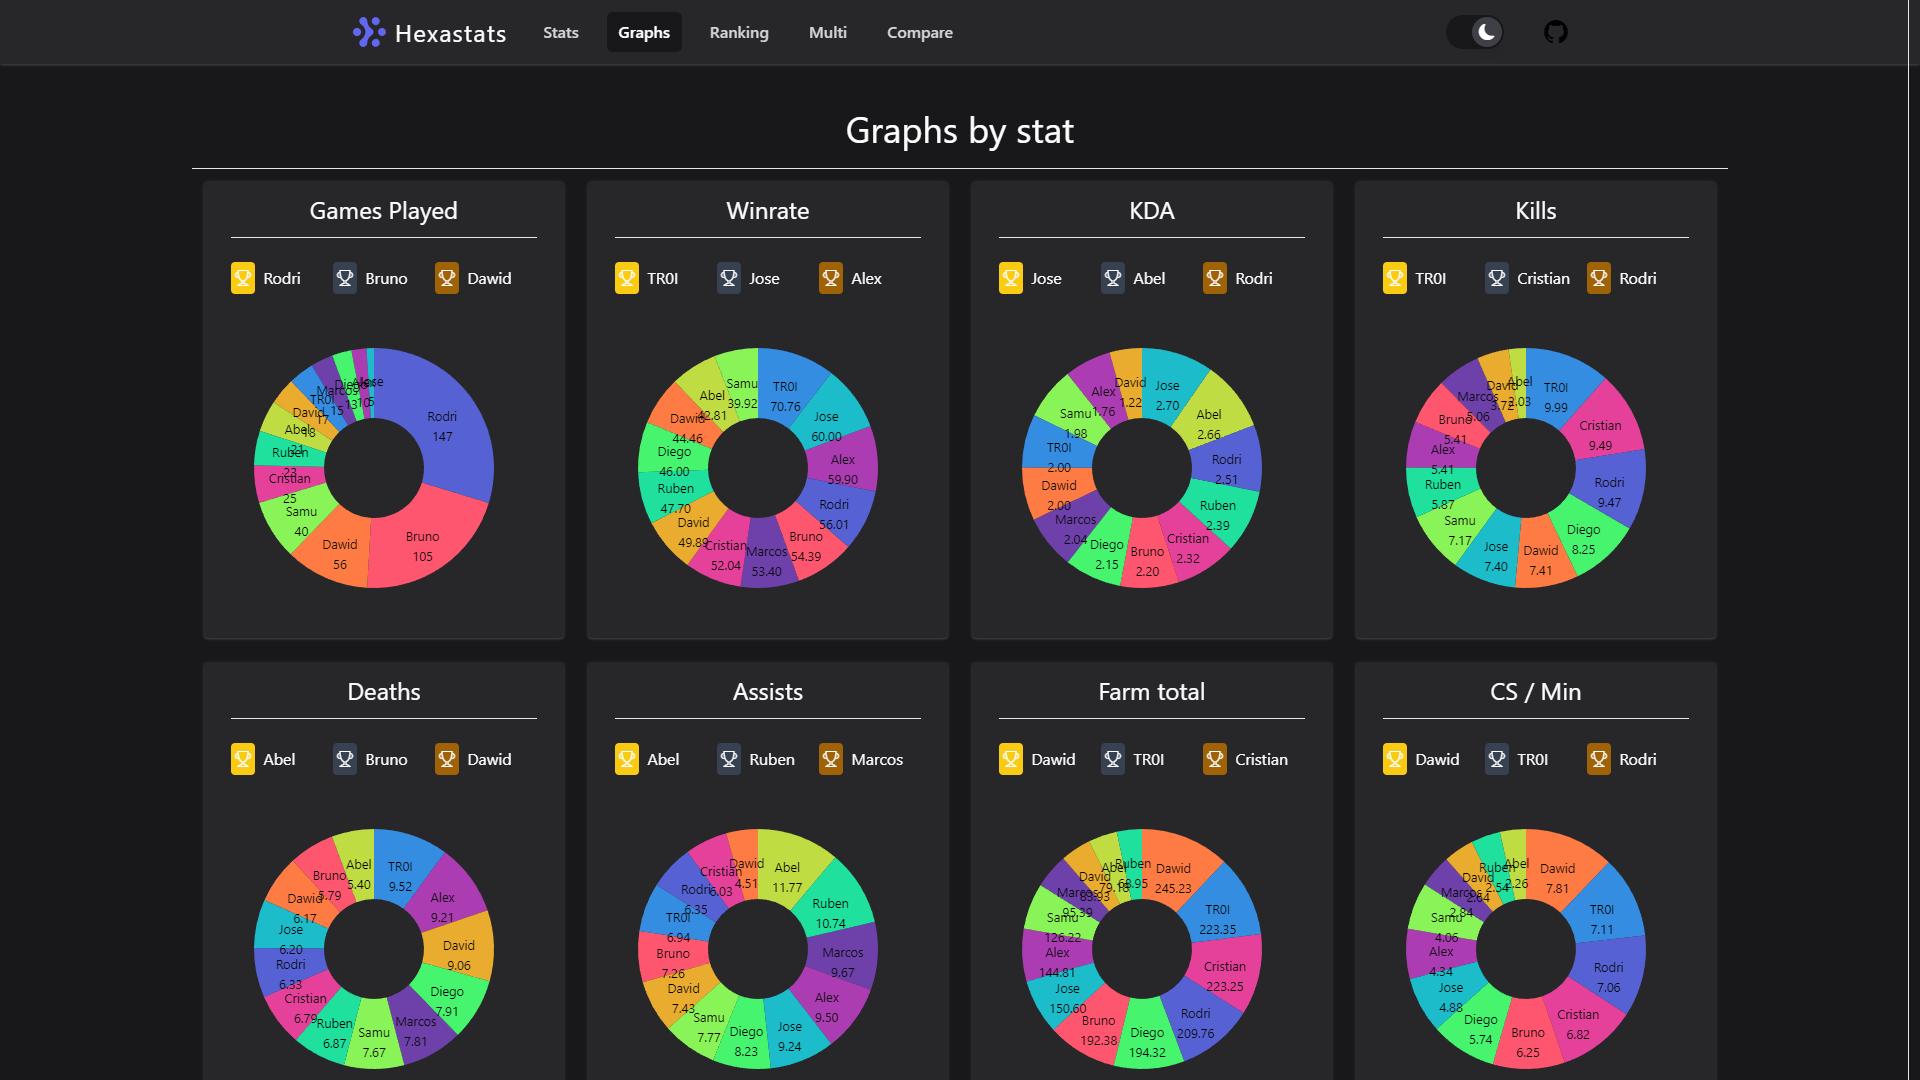 Hexastats
Stats
Graphs
Ranking
Multi
Compare
Graphs by stat
Games Played
Rodri
Bruno
Dawid
Rodri
147
Bruno
105
Dawid
56
Samu
40
Cristian
25
Ruben
23
Abel
21
David
18
TR0I
17
Marcos
15
Diego
13
Alex
10
Jose
5
Winrate
TR0I
Jose
Alex
TR0I
70.76
Jose
60.00
Alex
59.90
Rodri
56.01
Bruno
54.39
Marcos
53.40
Cristian
52.04
David
49.89
Ruben
47.70
Diego
46.00
Dawid
44.46
Abel
42.81
Samu
39.92
KDA
Jose
Abel
Rodri
Jose
2.70
Abel
2.66
Rodri
2.51
Ruben
2.39
Cristian
2.32
Bruno
2.20
Diego
2.15
Marcos
2.04
Dawid
2.00
TR0I
2.00
Samu
1.98
Alex
1.76
David
1.22
Kills
TR0I
Cristian
Rodri
TR0I
9.99
Cristian
9.49
Rodri
9.47
Diego
8.25
Dawid
7.41
Jose
7.40
Samu
7.17
Ruben
5.87
Alex
5.41
Bruno
5.41
Marcos
5.06
David
3.72
Abel
2.03
Deaths
Abel
Bruno
Dawid
TR0I
9.52
Alex
9.21
David
9.06
Diego
7.91
Marcos
7.81
Samu
7.67
Ruben
6.87
Cristian
6.79
Rodri
6.33
Jose
6.20
Dawid
6.17
Bruno
5.79
Abel
5.40
Assists
Abel
Ruben
Marcos
Abel
11.77
Ruben
10.74
Marcos
9.67
Alex
9.50
Jose
9.24
Diego
8.23
Samu
7.77
David
7.43
Bruno
7.26
TR0I
6.94
Rodri
6.35
Cristian
6.03
Dawid
4.51
Farm total
Dawid
TR0I
Cristian
Dawid
245.23
TR0I
223.35
Cristian
223.25
Rodri
209.76
Diego
194.32
Bruno
192.38
Jose
150.60
Alex
144.81
Samu
126.22
Marcos
95.39
David
83.93
Abel
79.18
Ruben
68.95
CS / Min
Dawid
TR0I
Rodri
Dawid
7.81
TR0I
7.11
Rodri
7.06
Cristian
6.82
Bruno
6.25
Diego
5.74
Jose
4.88
Alex
4.34
Samu
4.06
Marcos
2.84
David
2.64
Ruben
2.54
Abel
2.26